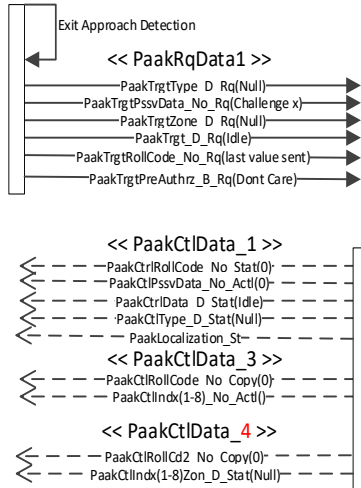 Exit Approach Detection
<< PaakRqData1 >>
PaakTrgtType_D_Rq(Null)
PaakTrgtPssvData_No_Rq(Challenge x)
PaakTrgtZone_D_Rq(Null)
PaakTrgt_D_Rq(Idle)
PaakTrgtRollCode_No_Rq(last value sent)
PaakTrgtPreAuthrz_B_Rq(Dont Care)
<< PaakCtlData_1 >>
PaakCtrlRollCode_No_Stat(0)
PaakCtlPssvData_No_Actl(0)
PaakCtrlData_D_Stat(Idle)
PaakCtlType_D_Stat(Null)
PaakLocalization_St
<< PaakCtlData_3 >>
PaakCtlRollCode_No_Copy(0)
PaakCtlIndx(1-8)_No_Actl()
<< PaakCtlData_4 >>
PaakCtlRollCd2_No_Copy(0)
PaakCtlIndx(1-8)Zon_D_Stat(Null)